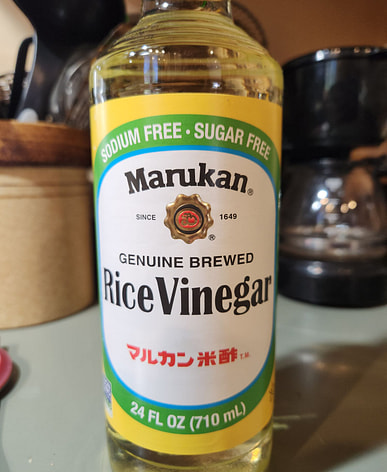 SODIUM FREE • SUGAR FREE
Marukan®
SINCE 1649
®
GENUINE BREWED
Rice Vinegar
マルカン 米酢 T.M.
24 FL OZ (710 mL)